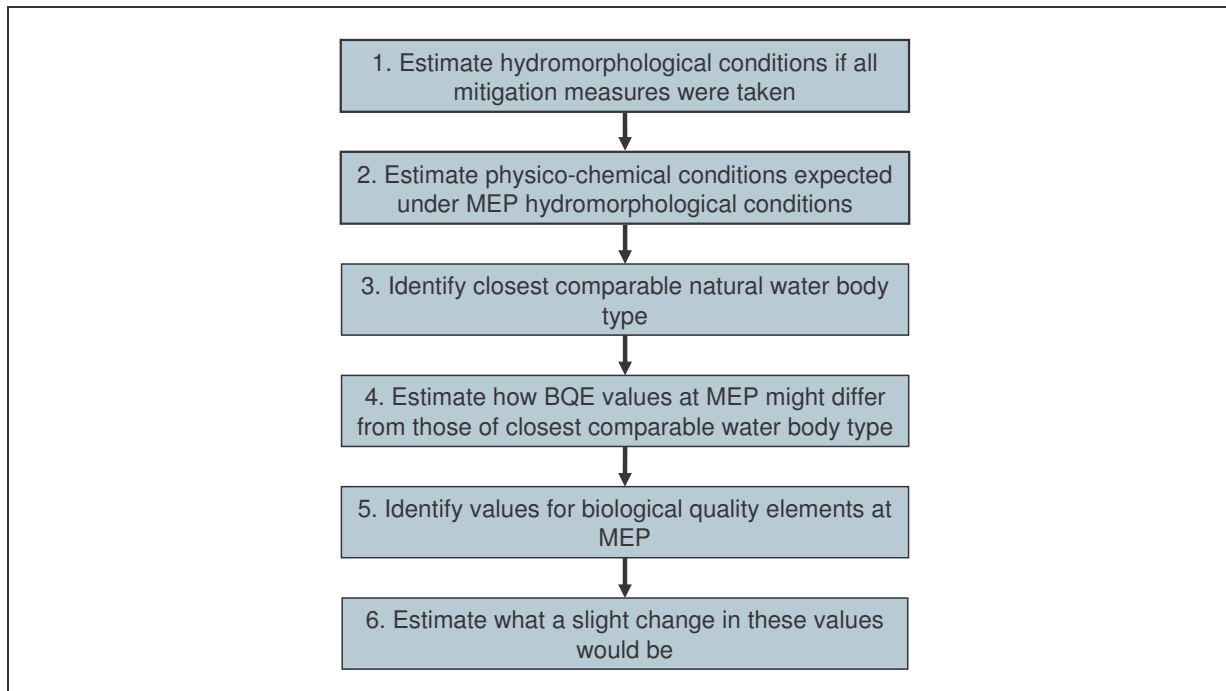 1. Estimate hydromorphological conditions if all
mitigation measures were taken
2. Estimate physico-chemical conditions expected
under MEP hydromorphological conditions
3. Identify closest comparable natural water body
type
4. Estimate how BQE values at MEP might differ
from those of closest comparable water body type
5. Identify values for biological quality elements at
MEP
6. Estimate what a slight change in these values
would be